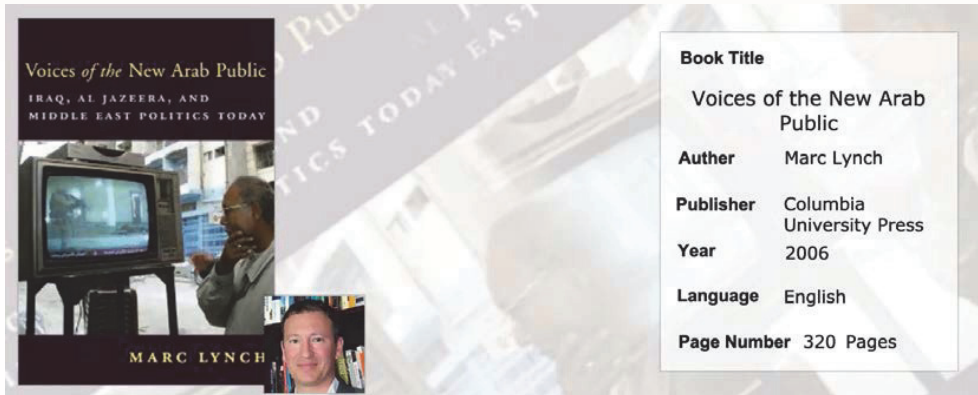 Voices of the New Arab Public
IRAQ, AL JAZEERA, AND
MIDDLE EAST POLITICS TODAY
MARC LYNCH
Book Title
Voices of the New Arab
Public
Auther Marc Lynch
Publisher Columbia
University Press
Year 2006
Language English
Page Number 320 Pages